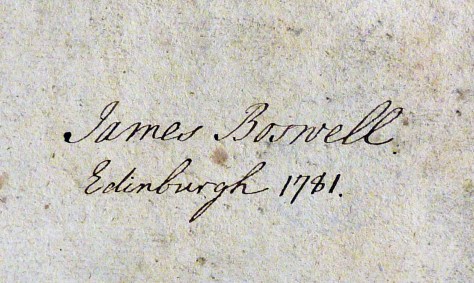 James Boswell.
Edinburgh 1781.